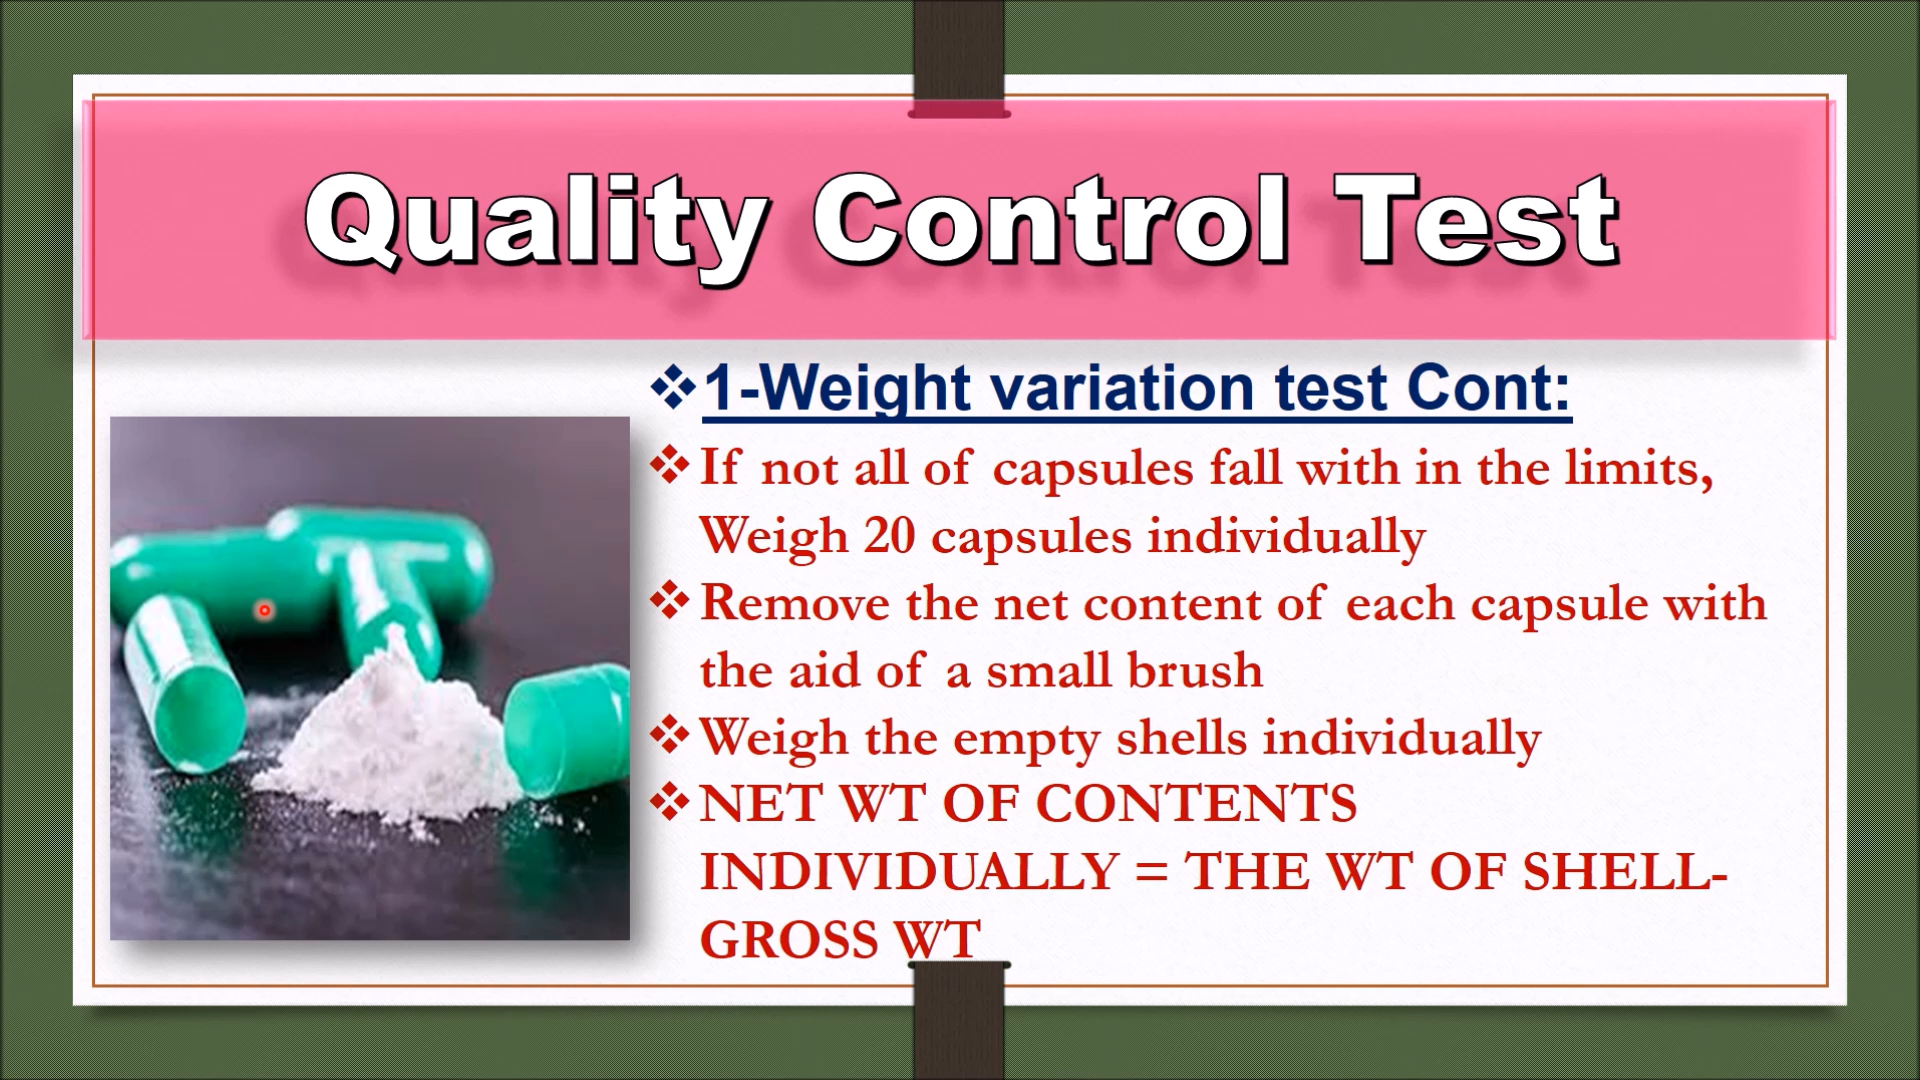 Quality Control Test
1-Weight variation test Cont:
If not all of capsules fall with in the limits,
Weigh 20 capsules individually
Remove the net content of each capsule with
the aid of a small brush
Weigh the empty shells individually
NET WT OF CONTENTS
INDIVIDUALLY = THE WT OF SHELL-
GROSS WT